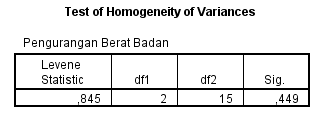 Test of Homogeneity of Variances
Pengurangan Berat Badan
Levene Statistic df1 df2 Sig.
,845 2 15 ,449